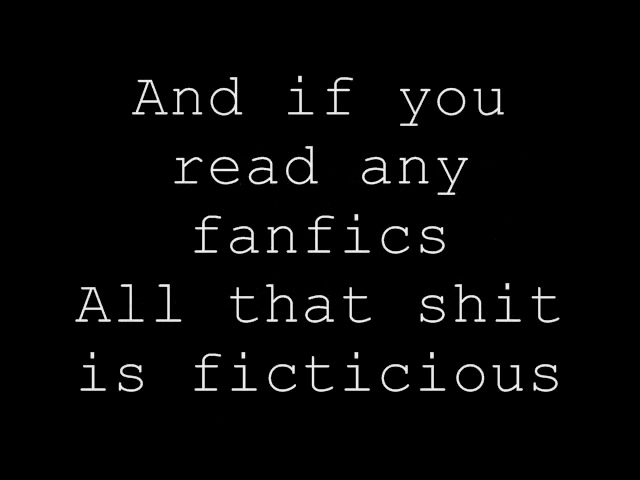 And if you
read any
fanfics
All that shit
is ficticious